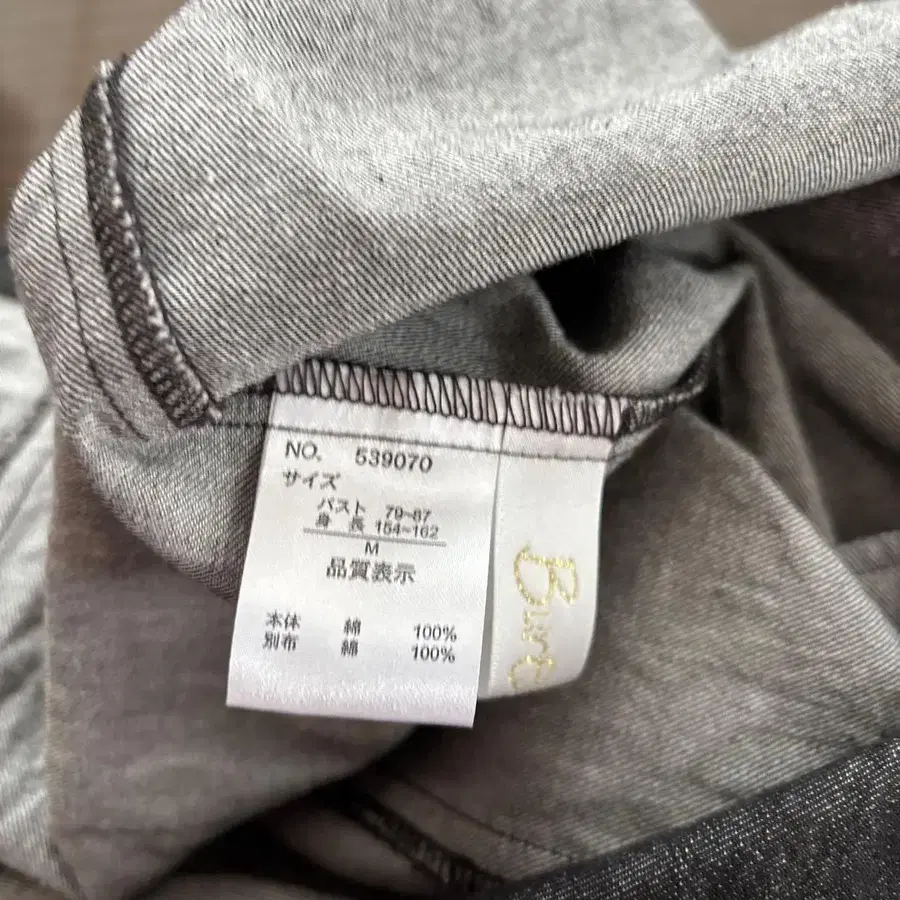 NO. 539070
サイズ
バスト 79~87
身長 154~162
M
品質表示
本体 綿 100%
別布 綿 100%